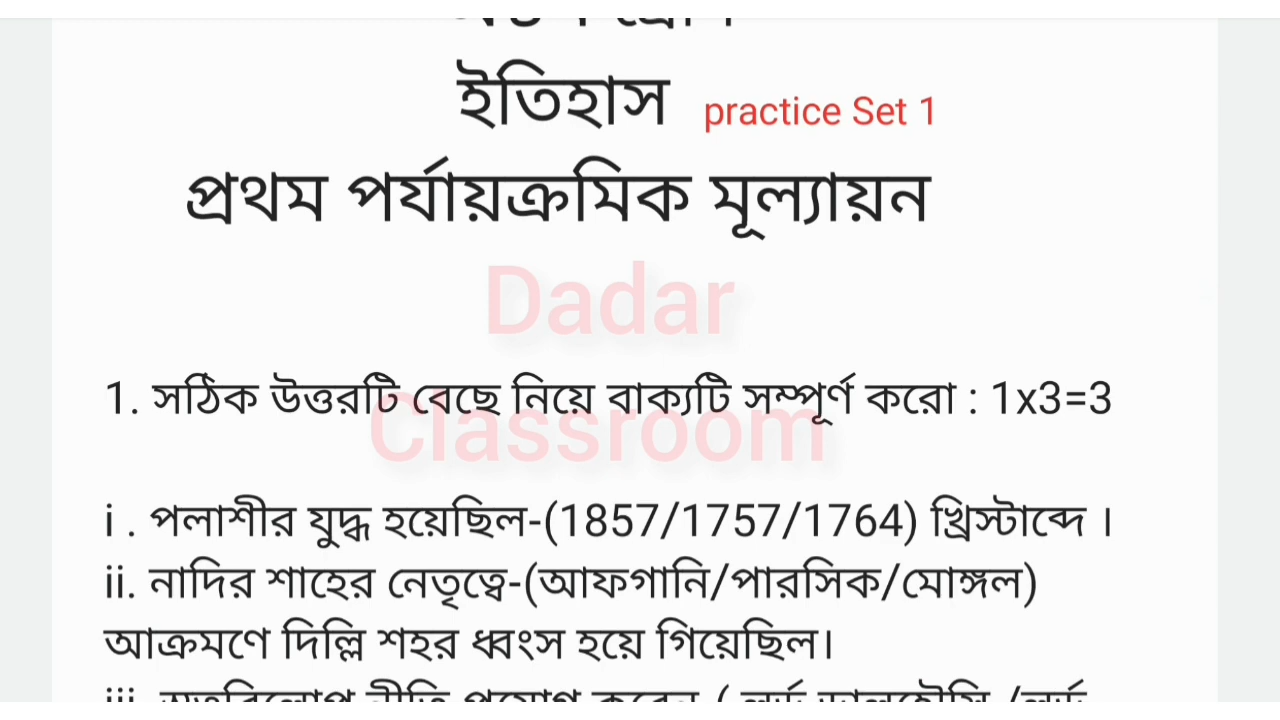 ইতিহাস practice Set 1
প্রথম পর্যায়ক্রমিক মূল্যায়ন
Dadar
Classroom
1. সঠিক উত্তরটি বেছে নিয়ে বাক্যটি সম্পূর্ণ করো : 1x3=3
i . পলাশীর যুদ্ধ হয়েছিল-(1857/1757/1764) খ্রিস্টাব্দে ।
ii. নাদির শাহের নেতৃত্বে-(আফগানি/পারসিক/মোঙ্গল)
আক্রমণে দিল্লি শহর ধ্বংস হয়ে গিয়েছিল।